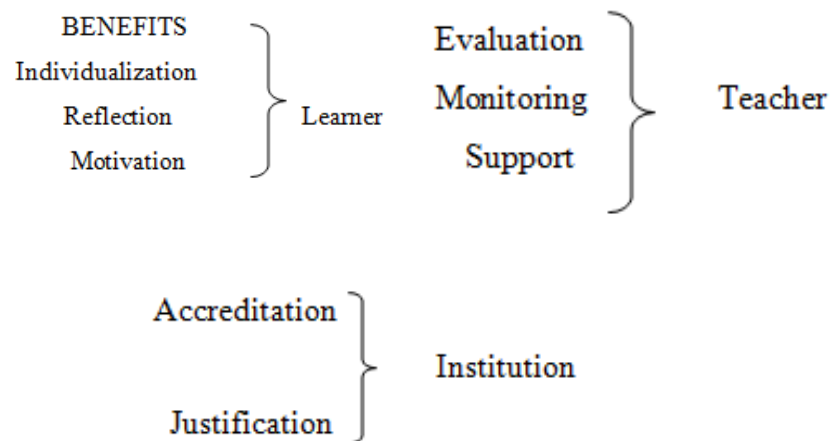 BENEFITS
Individualization
Reflection
Motivation
Learner
Evaluation
Monitoring
Support
Teacher
Accreditation
Justification
Institution